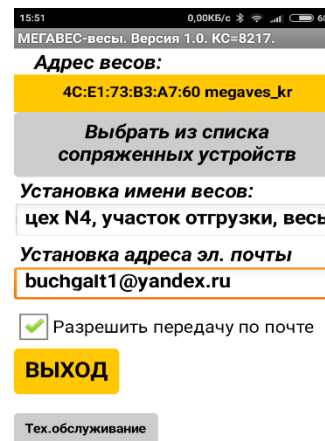 15:51 0,00КБ/с 60
МЕГАВЕС-весы. Версия 1.0. КС=8217.
Адрес весов:
4C:E1:73:B3:A7:60 megaves_kr
Выбрать из списка
сопряженных устройств
Установка имени весов:
цех N4, участок отгрузки, весы
Установка адреса эл. почты
buchgalt1@yandex.ru
Разрешить передачу по почте
ВЫХОД
Тех.обслуживание